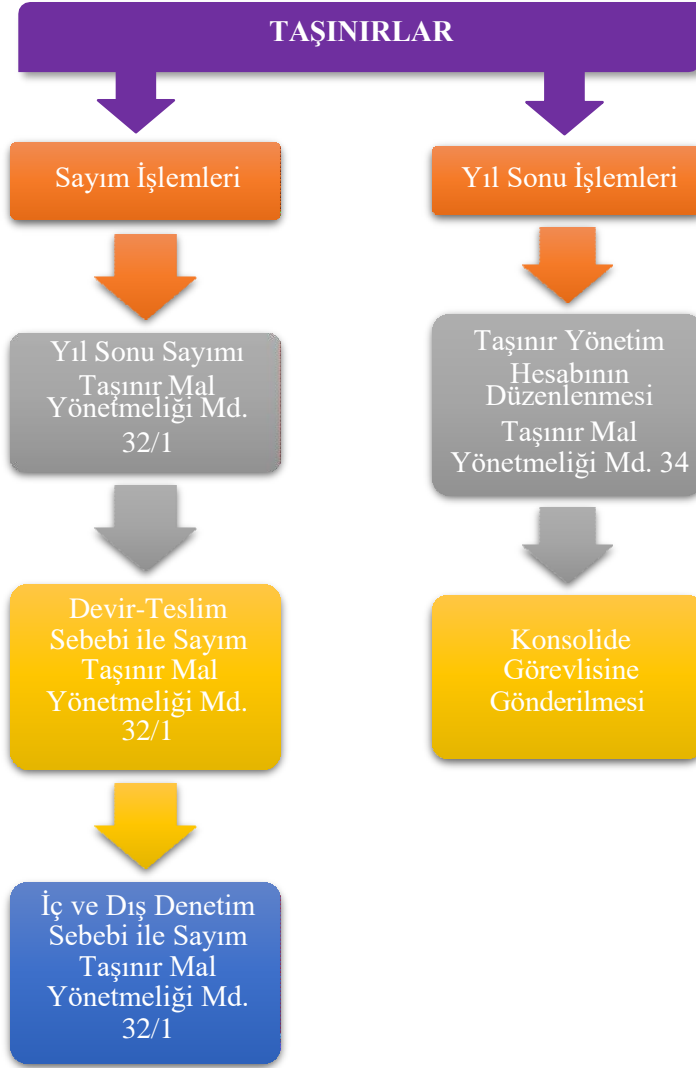 TAŞINIRLAR
Sayım İşlemleri
Yıl Sonu Sayımı
Taşınır Mal
Yönetmeliği Md.
32/1
Devir-Teslim
Sebebi ile Sayım
Taşınır Mal
Yönetmeliği Md.
32/1
İç ve Dış Denetim
Sebebi ile Sayım
Taşınır Mal
Yönetmeliği Md.
32/1
Yıl Sonu İşlemleri
Taşınır Yönetim
Hesabının
Düzenlenmesi
Taşınır Mal
Yönetmeliği Md. 34
Konsolide
Görevlisine
Gönderilmesi